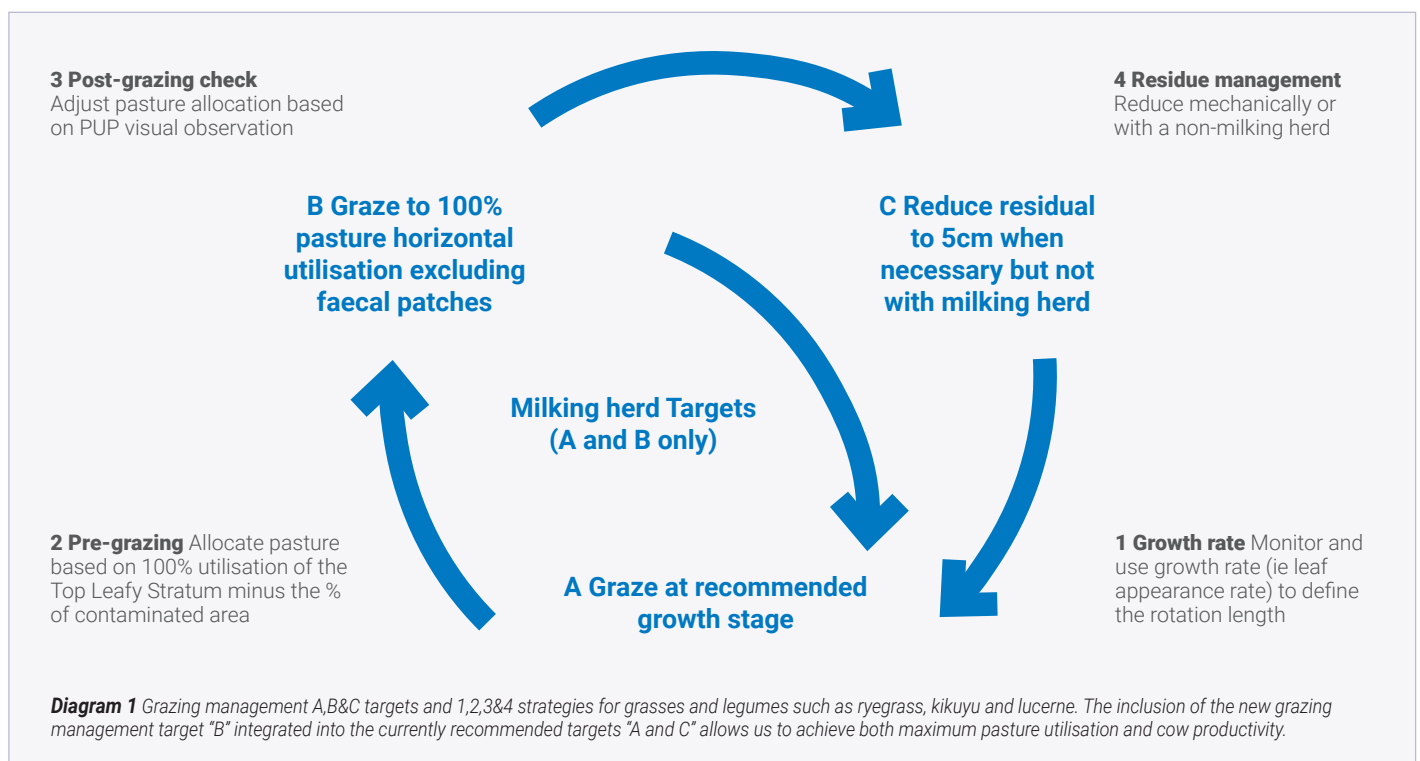 3 Post-grazing check
Adjust pasture allocation based
on PUP visual observation
4 Residue management
Reduce mechanically or
with a non-milking herd
B Graze to 100%
pasture horizontal
utilisation excluding
faecal patches
C Reduce residual
to 5cm when
necessary but not
with milking herd
Milking herd Targets
(A and B only)
2 Pre-grazing Allocate pasture
based on 100% utilisation of the
Top Leafy Stratum minus the %
of contaminated area
A Graze at recommended
growth stage
1 Growth rate Monitor and
use growth rate (ie leaf
appearance rate) to define
the rotation length
Diagram 1 Grazing management A,B&C targets and 1,2,3&4 strategies for grasses and legumes such as ryegrass, kikuyu and lucerne. The inclusion of the new grazing
management target "B" integrated into the currently recommended targets "A and C" allows us to achieve both maximum pasture utilisation and cow productivity.